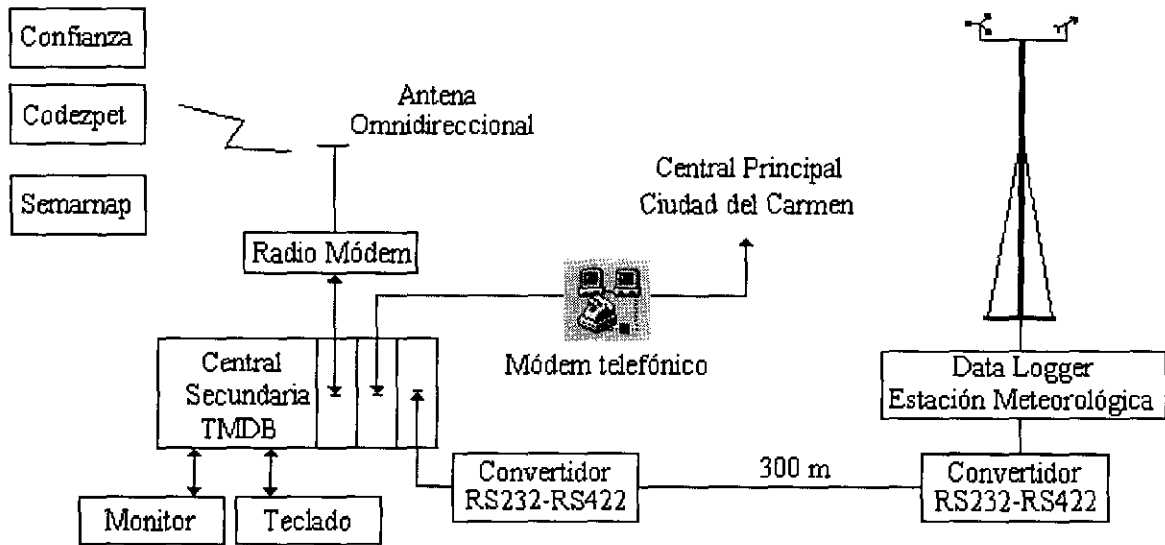 Confianza
Codezpet
Semarnap
Antena
Omnidireccional
Radio Módem
Central Principal
Ciudad del Carmen
Módem telefónico
Central
Secundaria
TMDB
Monitor
Teclado
Convertidor
RS232-RS422
300 m
Data Logger
Estación Meteorológica
Convertidor
RS232-RS422